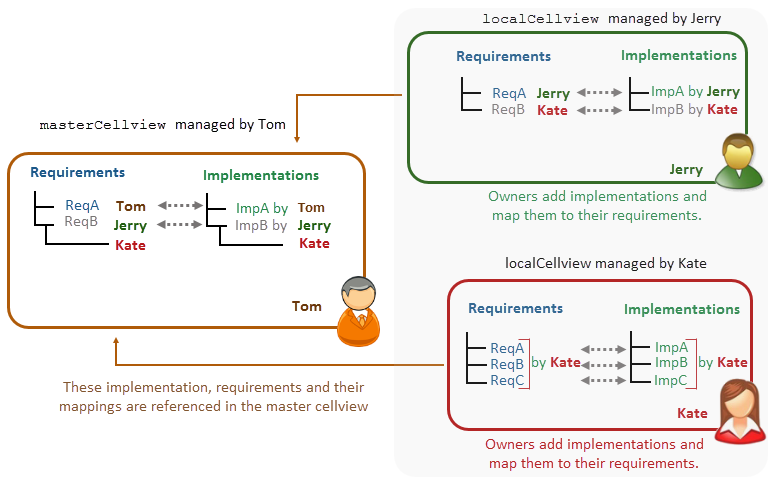 localCellview managed by Jerry
Requirements Implementations
ReqA Jerry ImpA by Jerry
ReqB Kate ImpB by Kate
Jerry
Owners add implementations and
map them to their requirements.
masterCellview managed by Tom
Requirements Implementations
ReqA Tom ImpA by Tom
ReqB Jerry ImpB by Jerry
Kate Kate
Tom
These implementation, requirements and their
mappings are referenced in the master cellview
localCellview managed by Kate
Requirements Implementations
ReqA ImpA
ReqB by Kate ImpB by Kate
ReqC ImpC
Kate
Owners add implementations and
map them to their requirements.